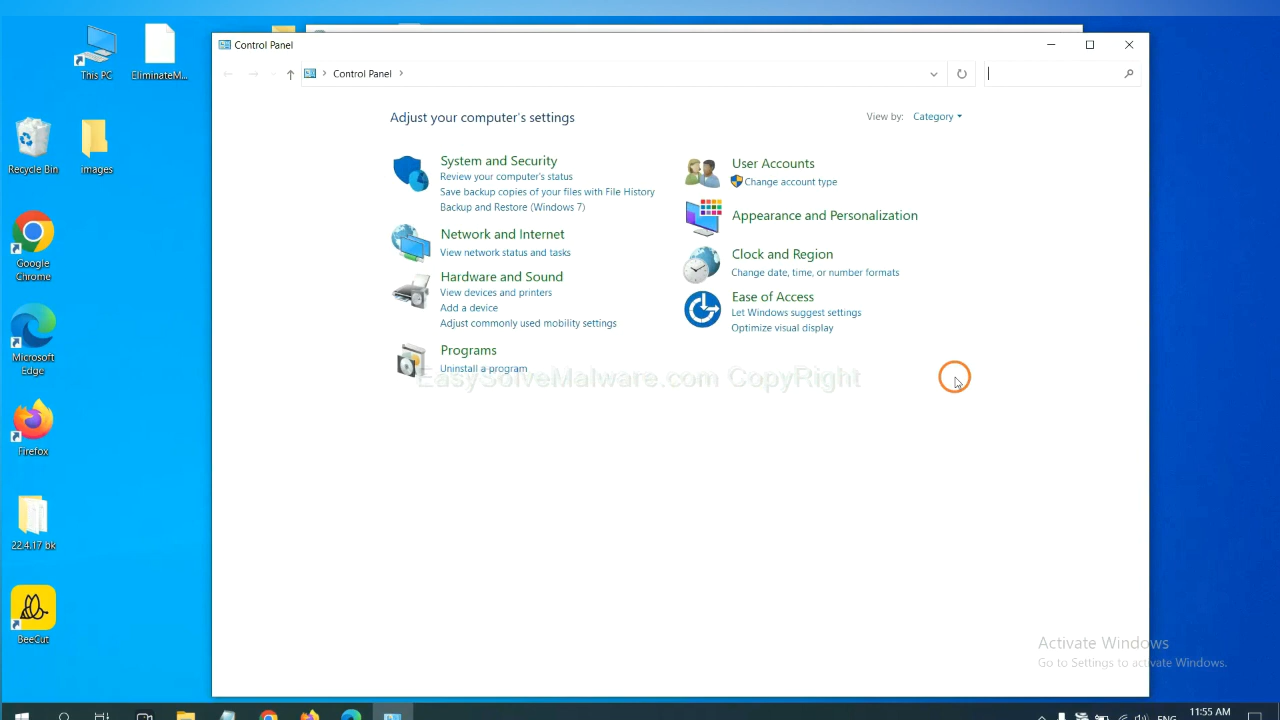 This PC
EliminateM...
Recycle Bin
images
Google
Chrome
Microsoft
Edge
Firefox
22.4.17 bk
BeeCut
Control Panel
Control Panel
Adjust your computer's settings
View by: Category
System and Security
Review your computer's status
Save backup copies of your files with File History
Backup and Restore (Windows 7)
Network and Internet
View network status and tasks
Hardware and Sound
View devices and printers
Add a device
Adjust commonly used mobility settings
Programs
Uninstall a program
User Accounts
Change account type
Appearance and Personalization
Clock and Region
Change date, time, or number formats
Ease of Access
Let Windows suggest settings
Optimize visual display
EasySolveMalware.com CopyRight
Activate Windows
Go to Settings to activate Windows.
ENG
11:55 AM